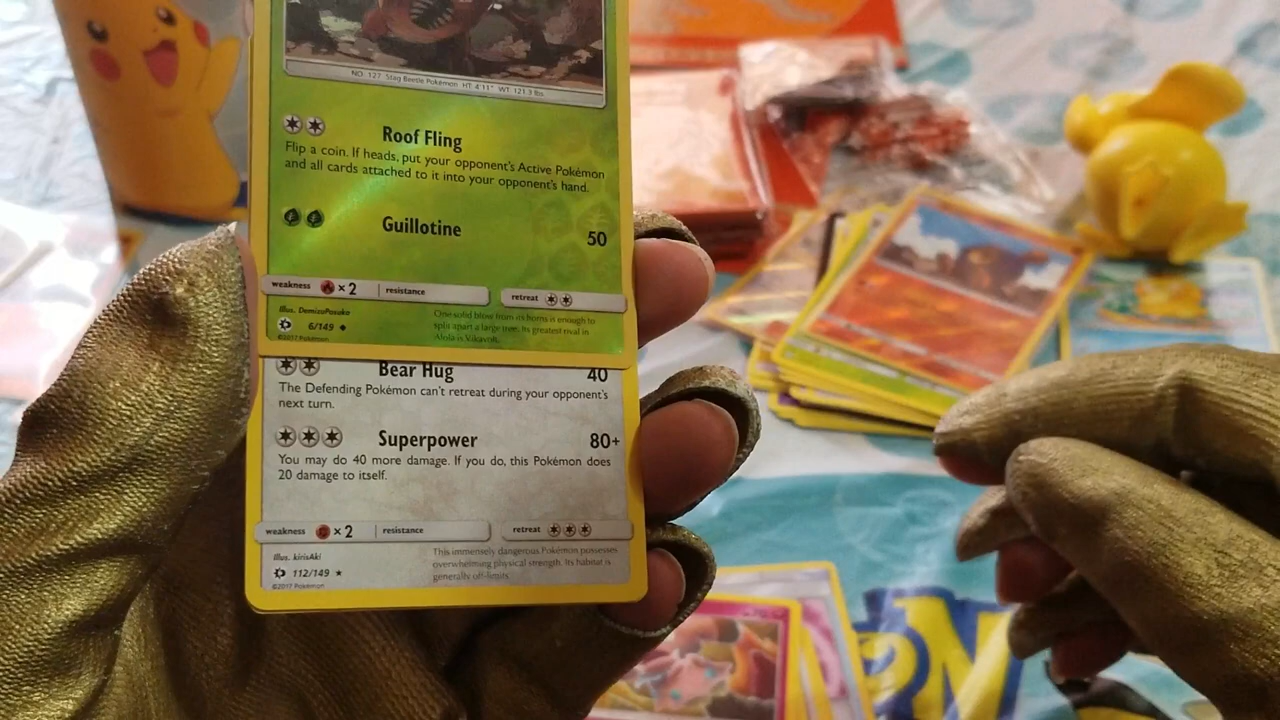 NO. 127 Stag Beetle Pokémon HT 4'11" WT 121.3 lbs.
Roof Fling
Flip a coin. If heads, put your opponent's Active Pokémon
and all cards attached to it into your opponent's hand.
Guillotine 50
weakness ×2 resistance retreat
Illus. DemizuPosuka
6/149
©2017 Pokémon
One solid blow from its horns is enough to
split apart a large tree. Its greatest rival in
Alola is Vikavolt.
Bear Hug 40
The Defending Pokémon can't retreat during your opponent's
next turn.
Superpower 80+
You may do 40 more damage. If you do, this Pokémon does
20 damage to itself.
weakness ×2 resistance retreat
Illus. kirisAki
112/149
©2017 Pokémon
This immensely dangerous Pokémon possesses
overwhelming physical strength. Its habitat is
generally off-limits.